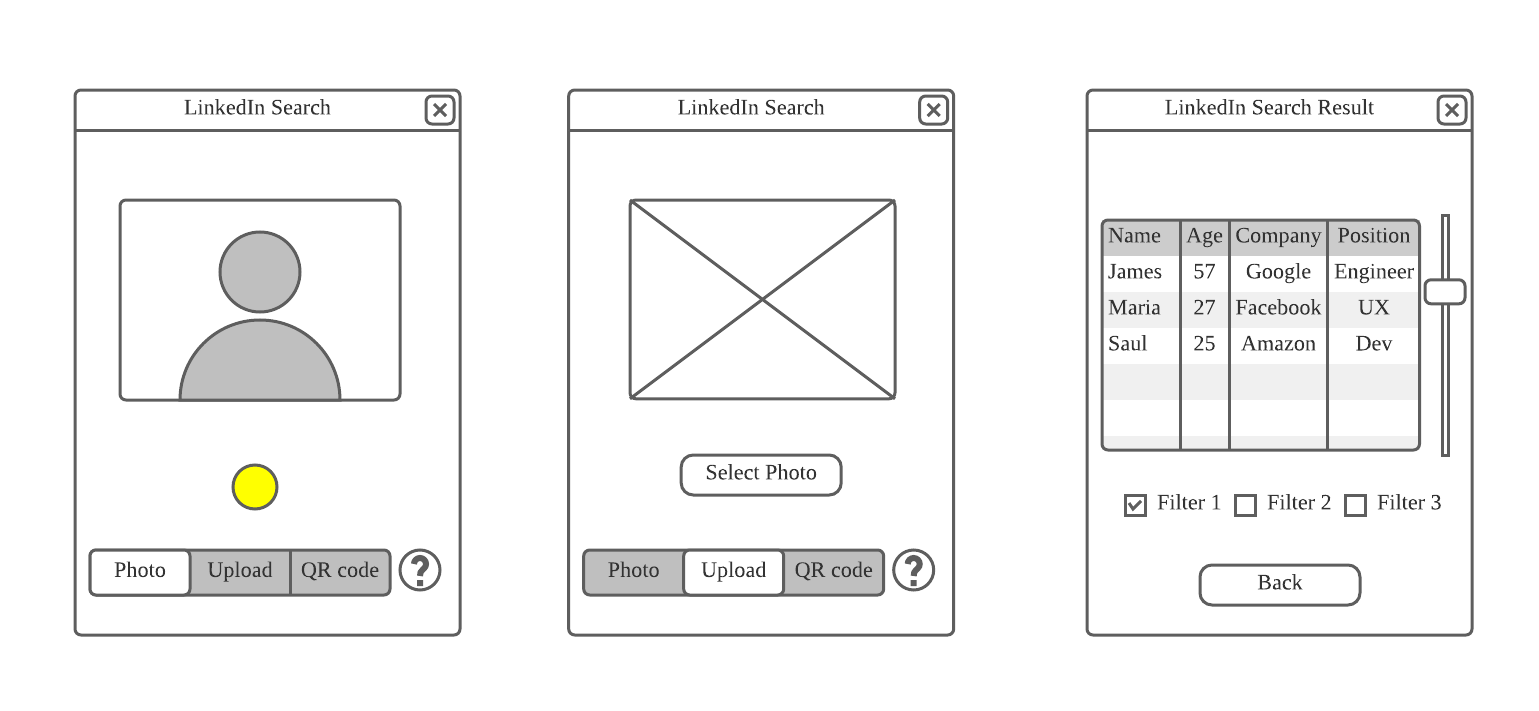 LinkedIn Search
Photo Upload QR code ?
LinkedIn Search
Select Photo
Photo Upload QR code ?
LinkedIn Search Result
Name Age Company Position
James 57 Google Engineer
Maria 27 Facebook UX
Saul 25 Amazon Dev
Filter 1 Filter 2 Filter 3
Back